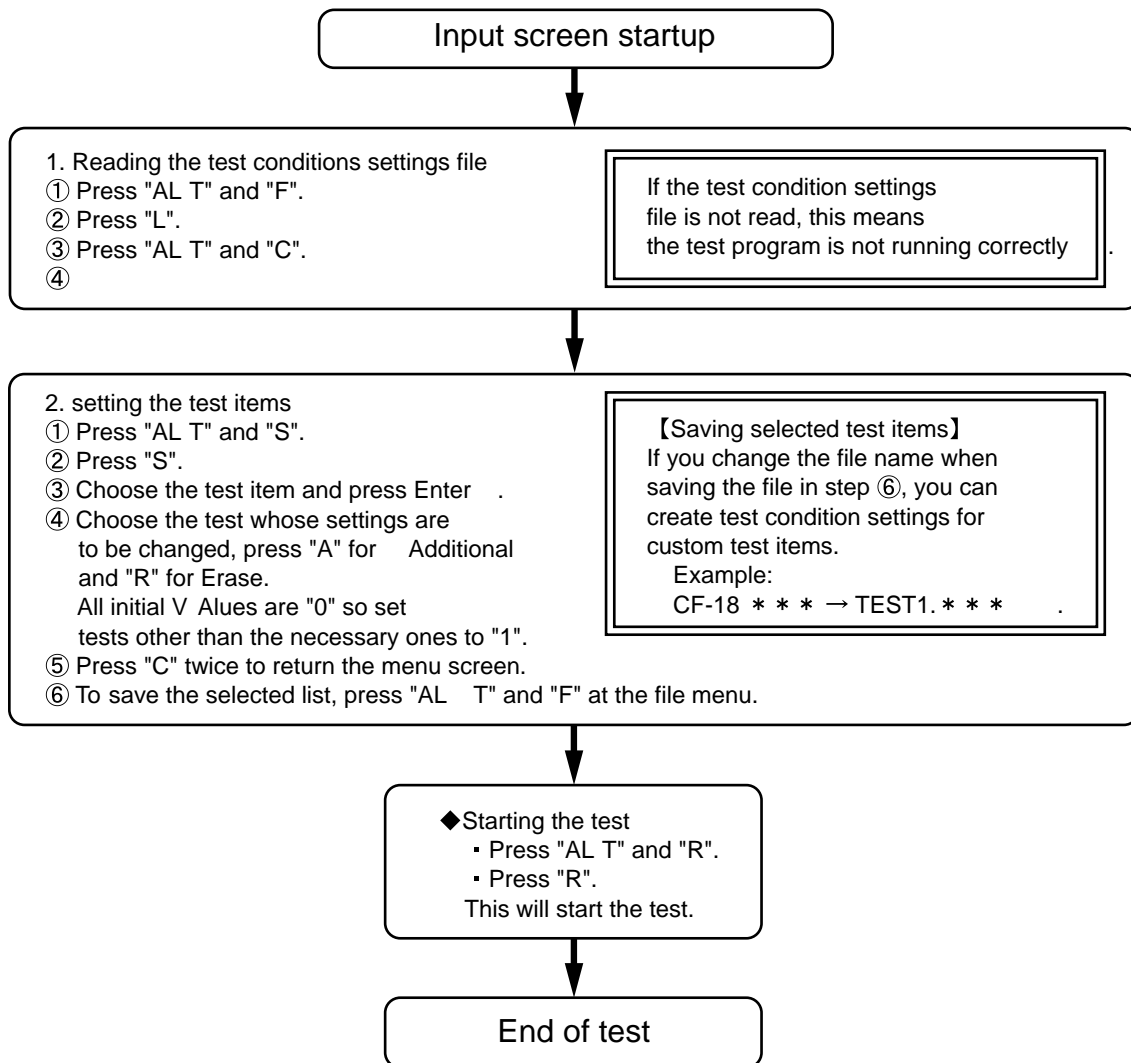 Input screen startup
1. Reading the test conditions settings file
① Press "AL T" and "F".
② Press "L".
③ Press "AL T" and "C".
④
If the test condition settings
file is not read, this means
the test program is not running correctly .
2. setting the test items
① Press "AL T" and "S".
② Press "S".
③ Choose the test item and press Enter .
④ Choose the test whose settings are
to be changed, press "A" for Additional
and "R" for Erase.
All initial V Alues are "0" so set
tests other than the necessary ones to "1".
⑤ Press "C" twice to return the menu screen.
⑥ To save the selected list, press "AL T" and "F" at the file menu.
【Saving selected test items】
If you change the file name when
saving the file in step ⑥, you can
create test condition settings for
custom test items.
Example:
CF-18 * * * → TEST1. * * * .
◆Starting the test
・Press "AL T" and "R".
・Press "R".
This will start the test.
End of test